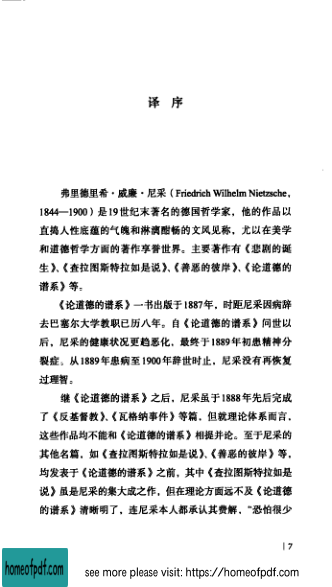 译 序
弗里德里希·威廉·尼采（Friedrich Wilhelm Nietzsche，
1844—1900）是19世纪末著名的德国哲学家，他的作品以
直捣人性底蕴的气魄和淋漓酣畅的文风见称，尤以在美学
和道德哲学方面的著作享誉世界。主要著作有《悲剧的诞
生》、《查拉图斯特拉如是说》、《善恶的彼岸》、《论道德的
谱系》等。
《论道德的谱系》一书出版于1887年，时距尼采因病辞
去巴塞尔大学教职已历八年。自《论道德的谱系》问世以
后，尼采的健康状况更趋恶化，最终于1889年初患精神分
裂症。从1889年患病至1900年辞世时止，尼采没有再恢复
过理智。
继《论道德的谱系》之后，尼采虽于1888年先后完成
了《反基督教》、《瓦格纳事件》等篇，但就理论体系而言，
这些作品均不能和《论道德的谱系》相提并论。至于尼采的
其他名篇，如《查拉图斯特拉如是说》、《善恶的彼岸》等，
均发表于《论道德的谱系》之前，其中《查拉图斯特拉如是
说》虽是尼采的集大成之作，但在理论方面远不及《论道德
的谱系》清晰明了，连尼采本人都承认其费解，“恐怕很少
| 7
homeofpdf.com
see more please visit: https://homeofpdf.com